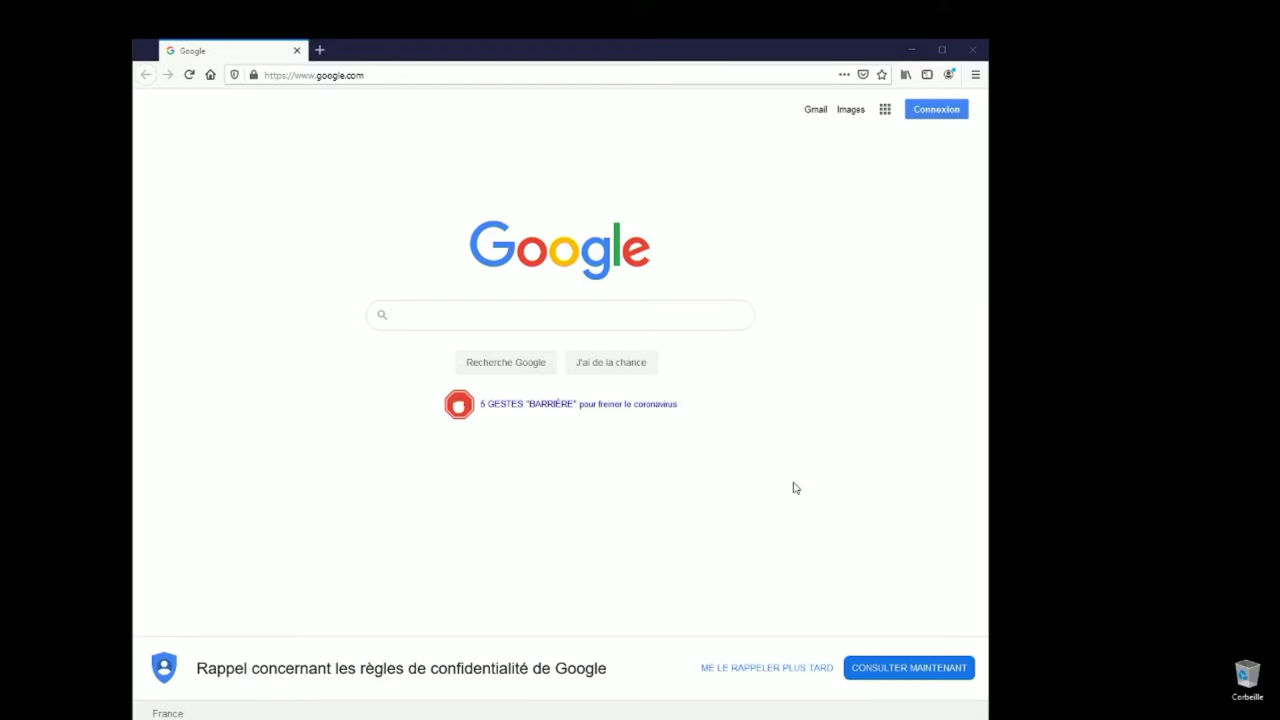 Google
https://www.google.com
Gmail Images Connexion
Google
Recherche Google J'ai de la chance
5 GESTES "BARRIÈRE" pour freiner le coronavirus
Rappel concernant les règles de confidentialité de Google ME LE RAPPELER PLUS TARD CONSULTER MAINTENANT
Corbeille
France